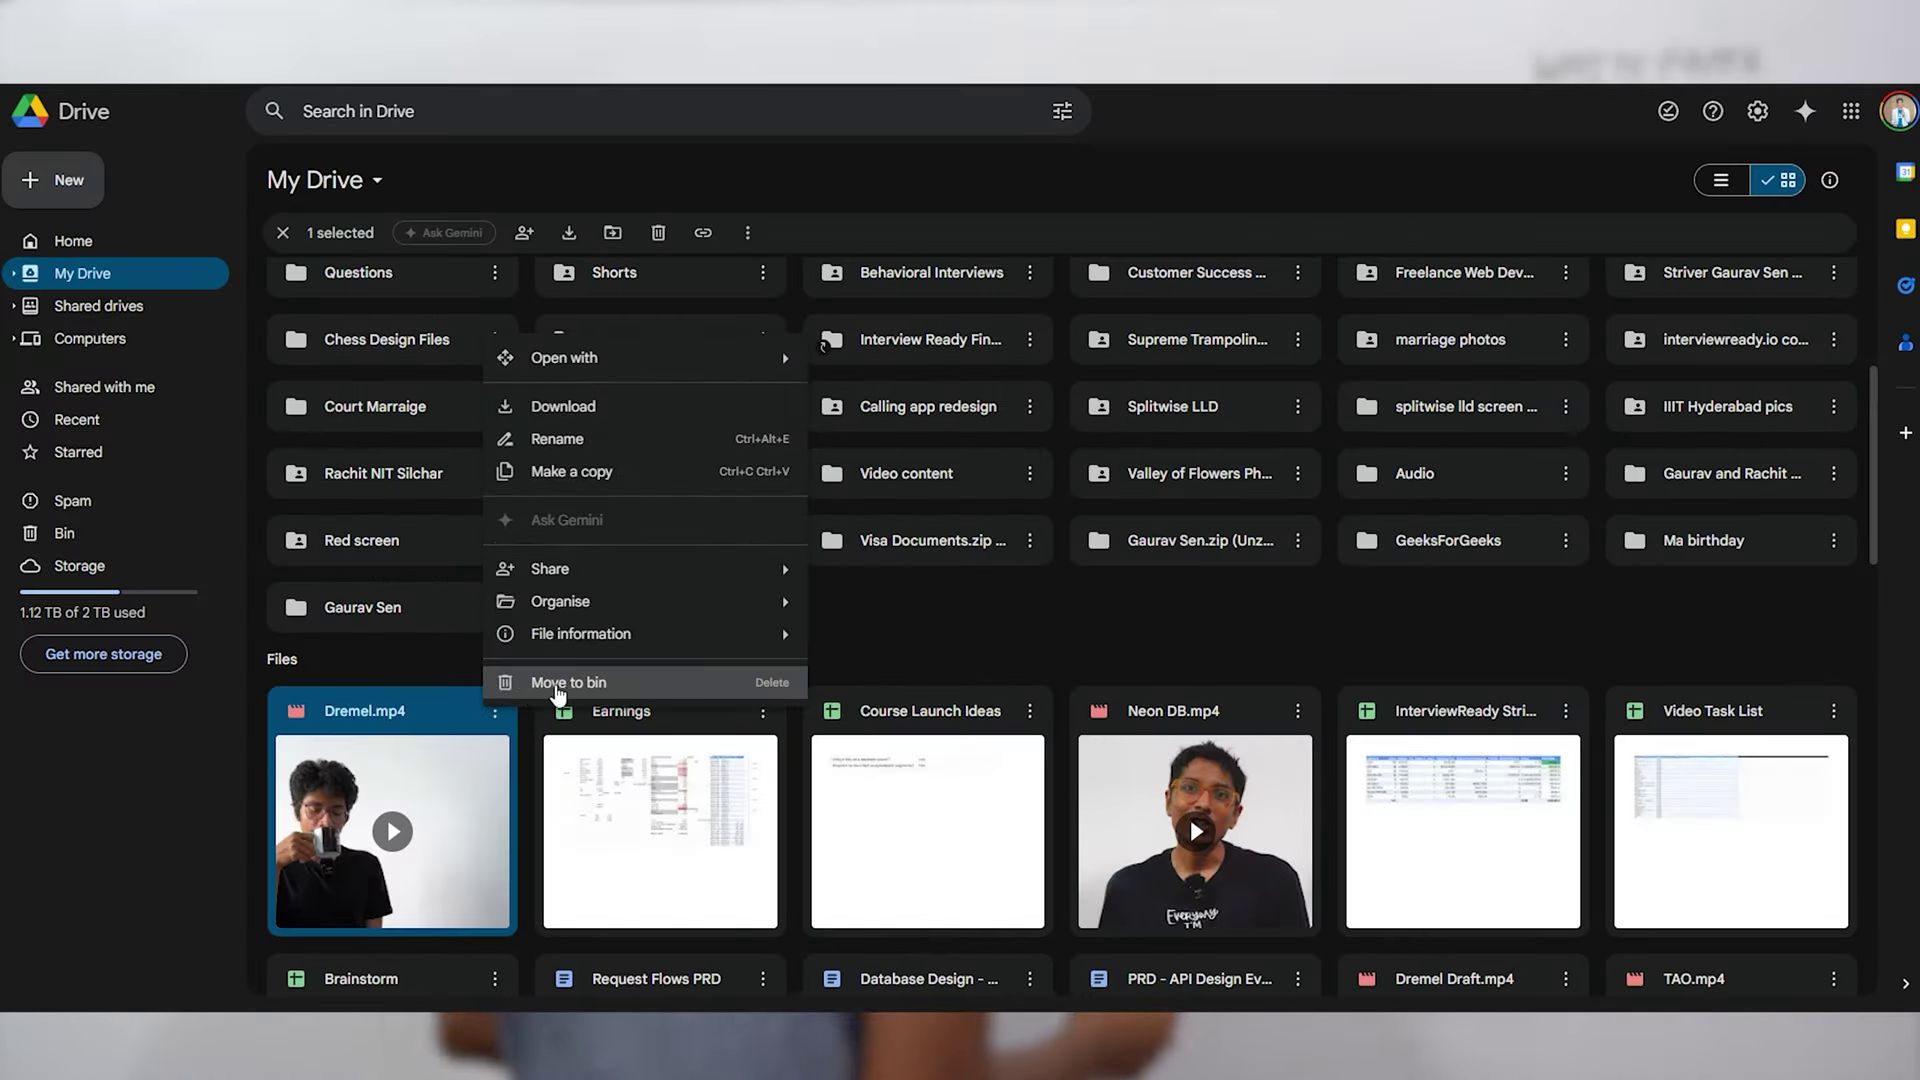 Drive
Search in Drive
New
My Drive
1 selected
Ask Gemini
Home
My Drive
Shared drives
Computers
Shared with me
Recent
Starred
Spam
Bin
Storage
1.12 TB of 2 TB used
Get more storage
Questions
Shorts
Behavioral Interviews
Customer Success ...
Freelance Web Dev...
Striver Gaurav Sen ...
Chess Design Files
Interview Ready Fin...
Supreme Trampolin...
marriage photos
interviewready.io co...
Court Marraige
Calling app redesign
Splitwise LLD
splitwise lld screen ...
IIIT Hyderabad pics
Rachit NIT Silchar
Video content
Valley of Flowers Ph...
Audio
Gaurav and Rachit ...
Red screen
Visa Documents.zip ...
Gaurav Sen.zip (Unz...
GeeksForGeeks
Ma birthday
Gaurav Sen
Open with
Download
Rename Ctrl+Alt+E
Make a copy Ctrl+C Ctrl+V
Ask Gemini
Share
Organise
File information
Move to bin Delete
Files
Dremel.mp4
Earnings
Course Launch Ideas
Neon DB.mp4
InterviewReady Stri...
Video Task List
EVERYDAY
I'M
Brainstorm
Request Flows PRD
Database Design - ...
PRD - API Design Ev...
Dremel Draft.mp4
TAO.mp4